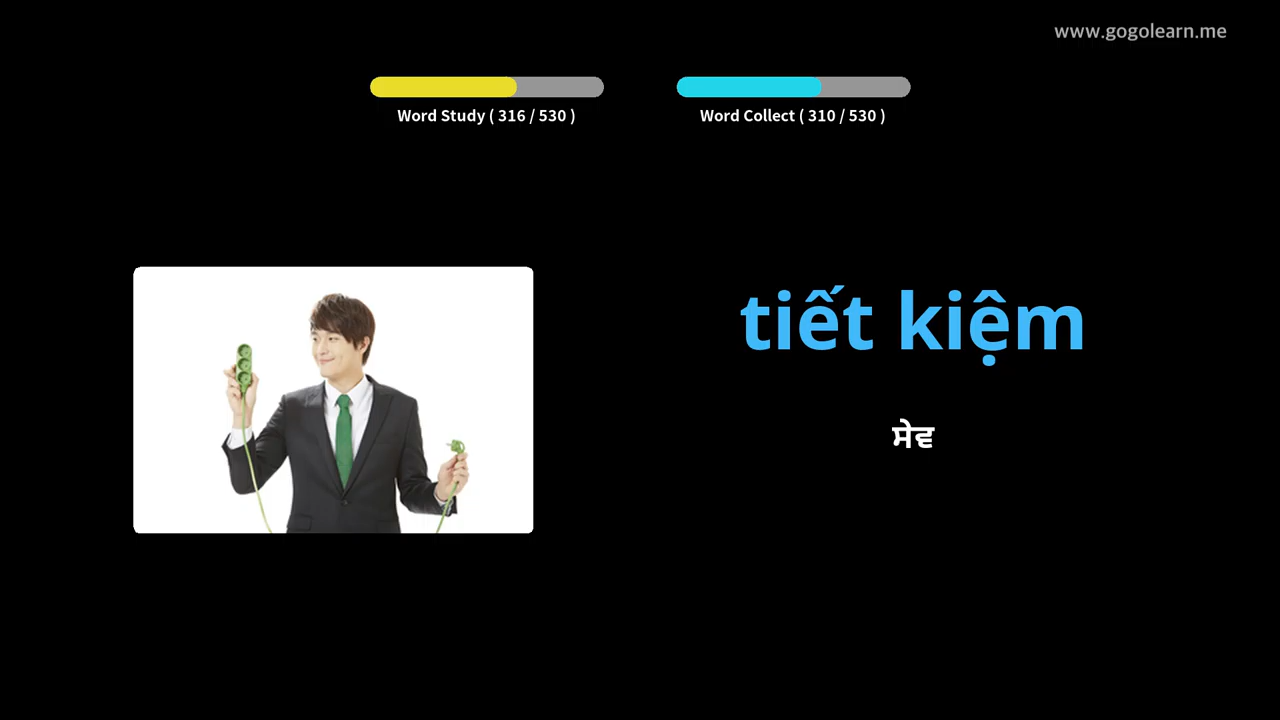 www.gogolearn.me
Word Study ( 316 / 530 )
Word Collect ( 310 / 530 )
tiết kiệm
ਸੇਵ